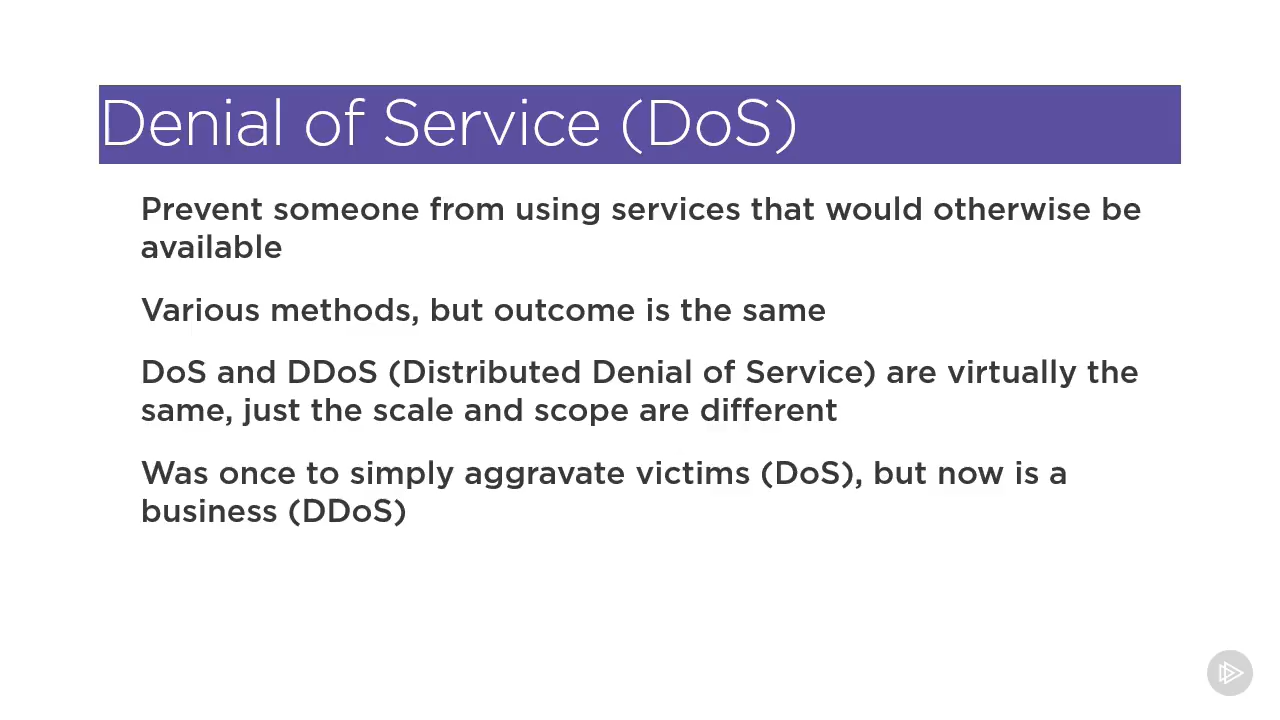 Denial of Service (DoS)
Prevent someone from using services that would otherwise be
available
Various methods, but outcome is the same
DoS and DDoS (Distributed Denial of Service) are virtually the
same, just the scale and scope are different
Was once to simply aggravate victims (DoS), but now is a
business (DDoS)